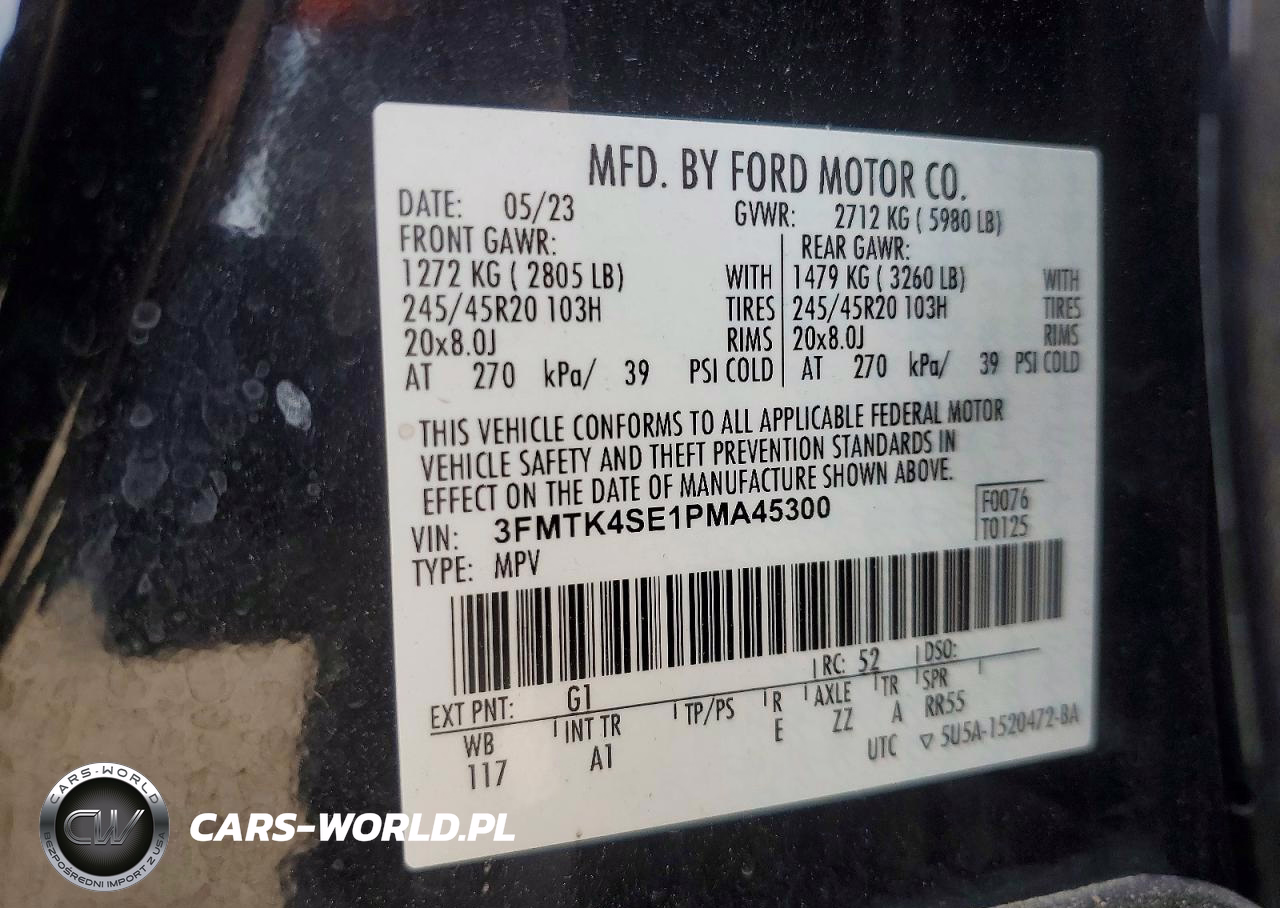 MFD. BY FORD MOTOR CO.
DATE: 05/23 GVWR: 2712 KG ( 5980 LB)
FRONT GAWR: REAR GAWR:
1272 KG ( 2805 LB) WITH 1479 KG ( 3260 LB) WITH
245/45R20 103H TIRES 245/45R20 103H TIRES
20x8.0J RIMS 20x8.0J RIMS
AT 270 kPa/ 39 PSI COLD AT 270 kPa/ 39 PSI COLD
THIS VEHICLE CONFORMS TO ALL APPLICABLE FEDERAL MOTOR
VEHICLE SAFETY AND THEFT PREVENTION STANDARDS IN
EFFECT ON THE DATE OF MANUFACTURE SHOWN ABOVE.
VIN: 3FMTK4SE1PMA45300 F0076
TYPE: MPV T0125
EXT PNT: G1 RC: 52 DSO:
WB INT TR TP/PS R AXLE TR SPR
117 A1 E ZZ A RR55
UTC ▽ 5U5A-1520472-BA
CARS-WORLD
CW
BEZPOŚREDNI IMPORT Z USA
CARS-WORLD.PL